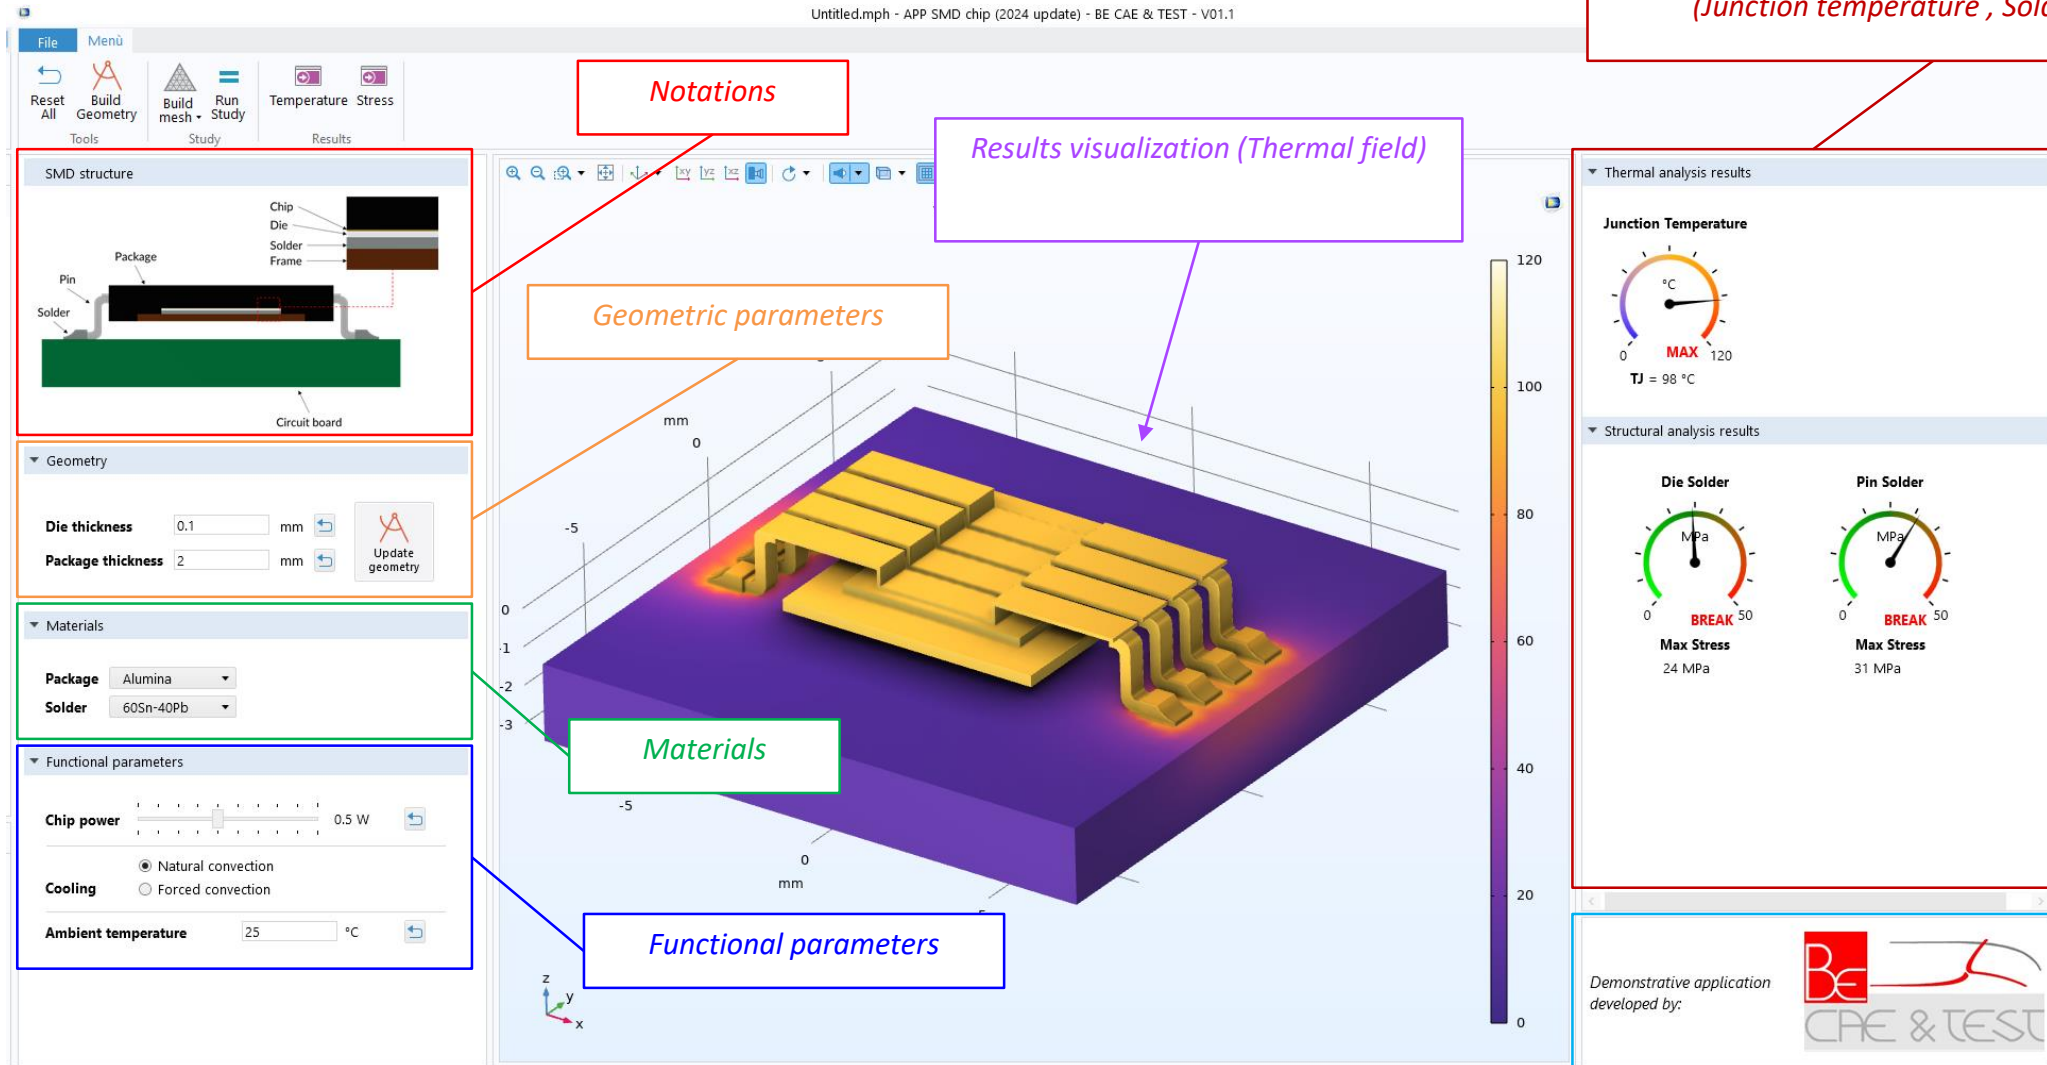 Untitled.mph - APP SMD chip (2024 update) - BE CAE & TEST - V01.1
(Junction temperature ,
File Menù
Reset All
Build Geometry
Build mesh
Run Study
Temperature Stress
Tools Study Results
Notations
Results visualization (Thermal field)
SMD structure
Chip
Die
Solder
Frame
Package
Pin
Solder
Circuit board
Geometric parameters
Geometry
Die thickness 0.1 mm
Package thickness 2 mm
Update geometry
Materials
Package Alumina
Solder 60Sn-40Pb
Materials
Functional parameters
Chip power 0.5 W
Cooling
Natural convection
Forced convection
Ambient temperature 25 °C
Functional parameters
xy yz xz
mm
0
-5
0
-1
-2
-3
-5
0
mm
z
y
x
120
100
80
60
40
20
0
Thermal analysis results
Junction Temperature
°C
0 MAX 120
TJ = 98 °C
Structural analysis results
Die Solder
MPa
0 BREAK 50
Max Stress
24 MPa
Pin Solder
MPa
0 BREAK 50
Max Stress
31 MPa
Demonstrative application
developed by:
BE
CAE & TEST